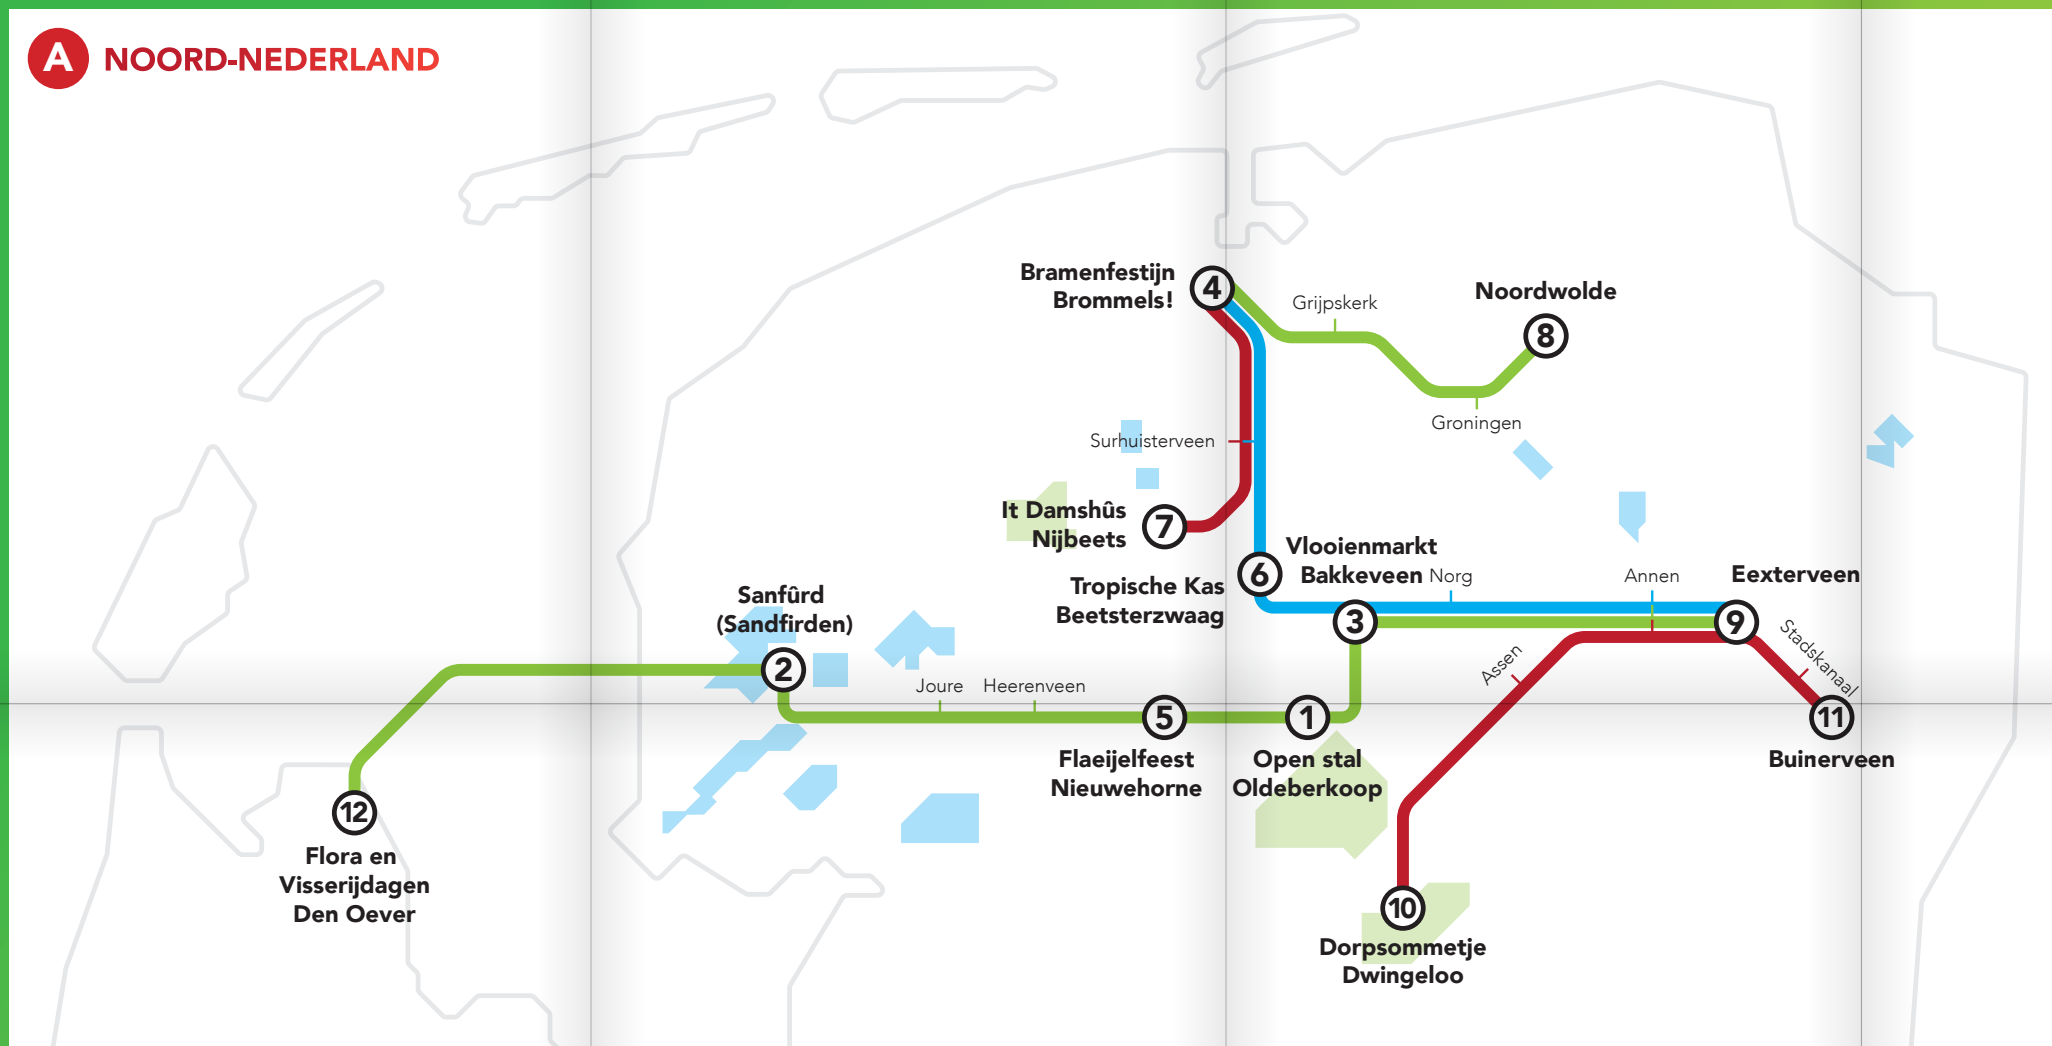 A NOORD-NEDERLAND
Bramenfestijn
Brommels!
4
Grijpskerk
Noordwolde
8
Groningen
Surhuisterveen
It Damshûs
Nijbeets
7
Vlooienmarkt
Bakkeveen
Norg
Annen
Eexterveen
6
Tropische Kas
Beetsterzwaag
3
9
Sanfûrd
(Sandfirden)
2
Stadskanaal
Assen
Joure
Heerenveen
5
1
11
Flaeijelfeest
Nieuwehorne
Open stal
Oldeberkoop
Buinerveen
12
Flora en
Visserijdagen
Den Oever
10
Dorpsommetje
Dwingeloo